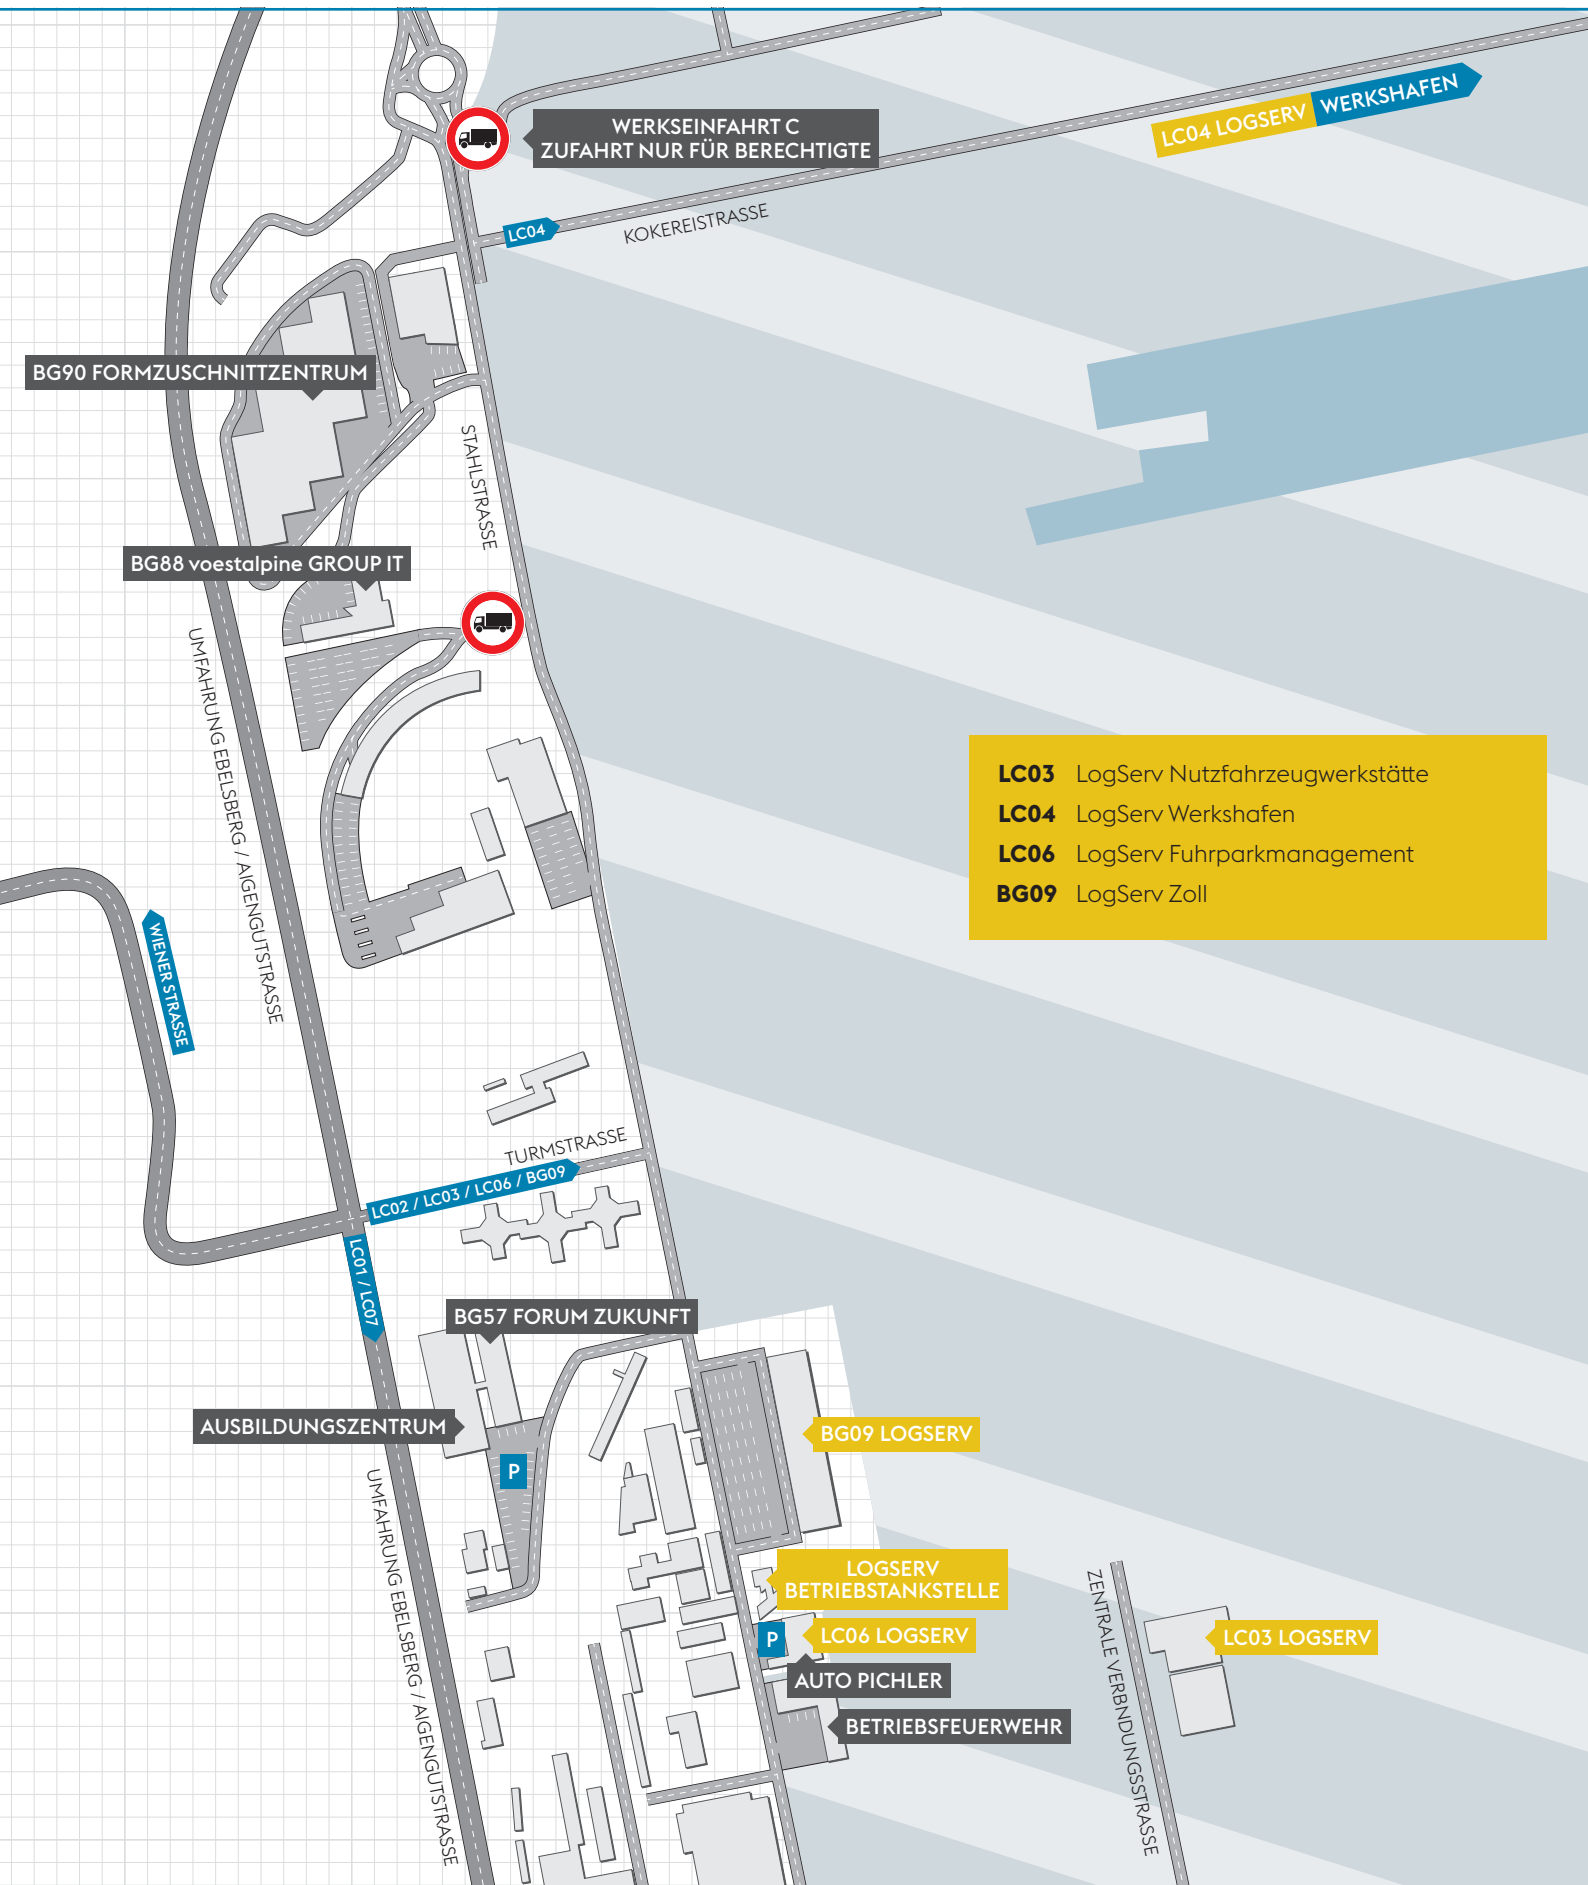 WERKSEINFAHRT C
ZUFAHRT NUR FÜR BERECHTIGTE
LC04 LOGSERV
WERKSHAFEN
LC04
KOKEREISTRASSE
BG90 FORMZUSCHNITTZENTRUM
STAHLSTRASSE
BG88 voestalpine GROUP IT
UMFAHRUNG EBELSBERG / AIGENGUTSTRASSE
LC03 LogServ Nutzfahrzeugwerkstätte
LC04 LogServ Werkshafen
LC06 LogServ Fuhrparkmanagement
BG09 LogServ Zoll
WIENER STRASSE
TURMSTRASSE
LC02 / LC03 / LC06 / BG09
LC01 / LC07
BG57 FORUM ZUKUNFT
AUSBILDUNGSZENTRUM
BG09 LOGSERV
P
UMFAHRUNG EBELSBERG / AIGENGUTSTRASSE
LOGSERV
BETRIEBSTANKSTELLE
P
LC06 LOGSERV
ZENTRALE VERBNDUNGSSTRASSE
LC03 LOGSERV
AUTO PICHLER
BETRIEBSFEUERWEHR